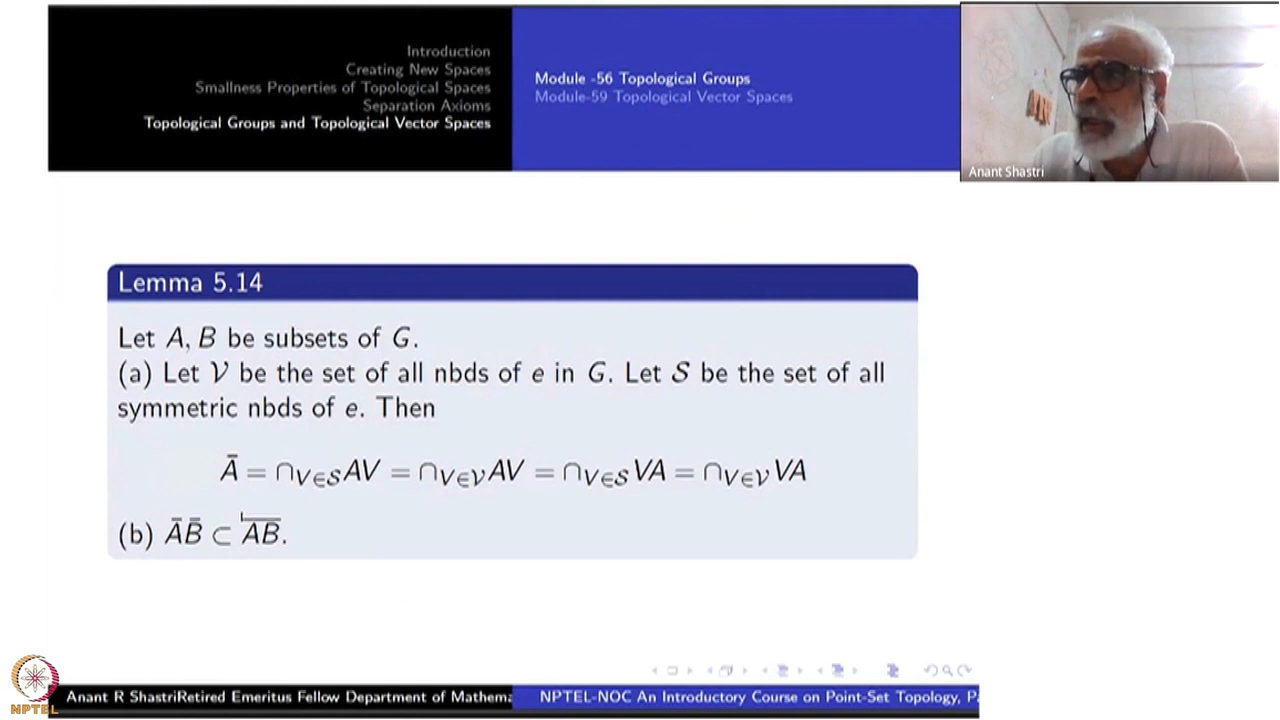 Introduction
Creating New Spaces
Smallness Properties of Topological Spaces
Separation Axioms
Topological Groups and Topological Vector Spaces
Module -56 Topological Groups
Module-59 Topological Vector Spaces
Anant Shastri
Lemma 5.14
Let A, B be subsets of G.
(a) Let 𝒱 be the set of all nbds of e in G. Let 𝒮 be the set of all
symmetric nbds of e. Then
Ā = ∩_{V∈𝒮} AV = ∩_{V∈𝒱} AV = ∩_{V∈𝒮} VA = ∩_{V∈𝒱} VA
(b) ĀB̄ ⊂ \overline{AB}.
NPTEL
Anant R ShastriRetired Emeritus Fellow Department of Mathema
NPTEL-NOC An Introductory Course on Point-Set Topology, Pa